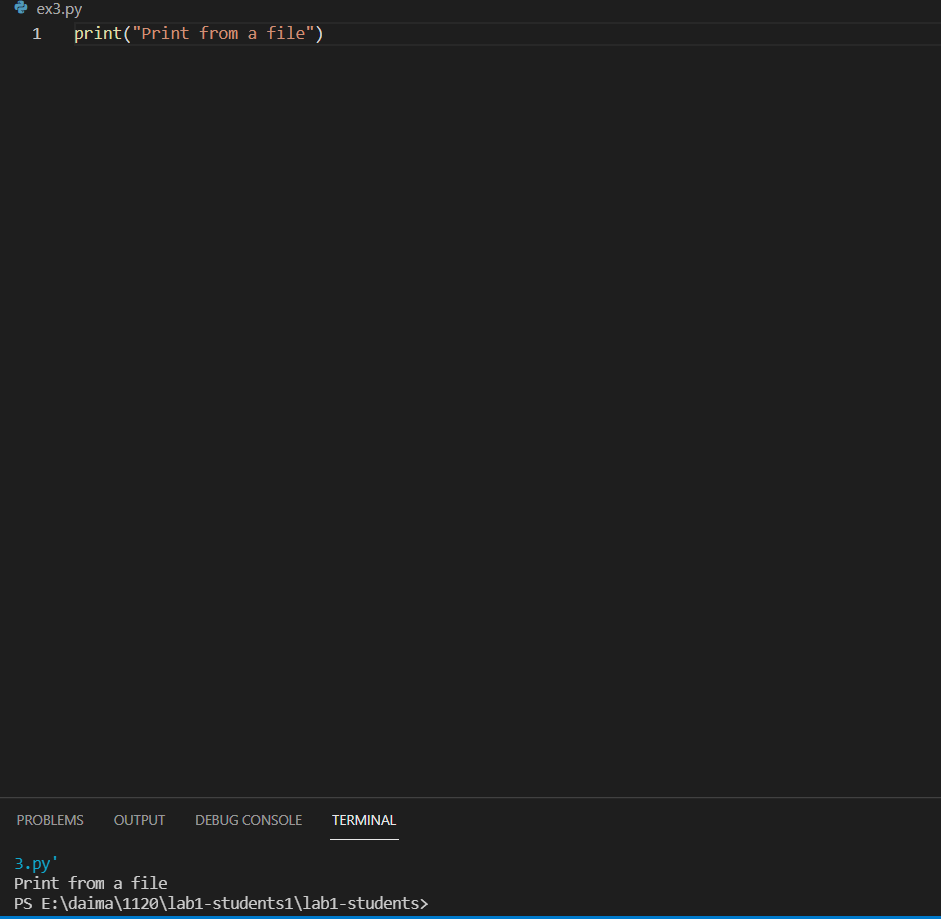 ex3.py
1 print("Print from a file")
PROBLEMS OUTPUT DEBUG CONSOLE TERMINAL
3.py'
Print from a file
PS E:\daima\1120\lab1-students1\lab1-students>